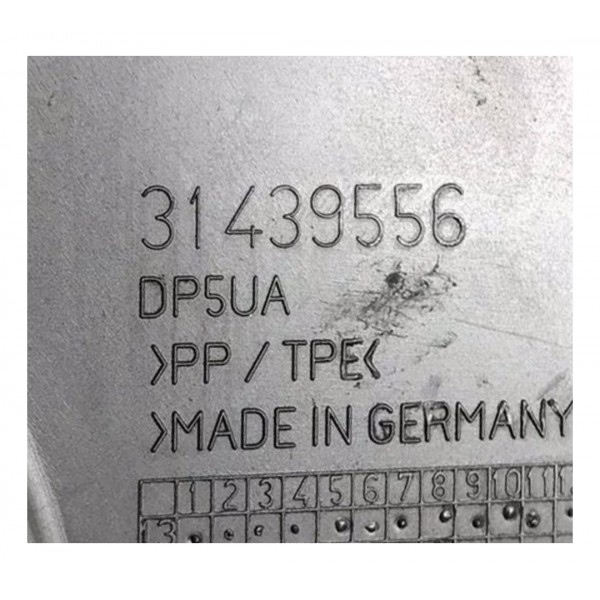 31439556
DP5UA
>PP / TPE<
>MADE IN GERMANY
1 2 3 4 5 6 7 8 9 10 11
13